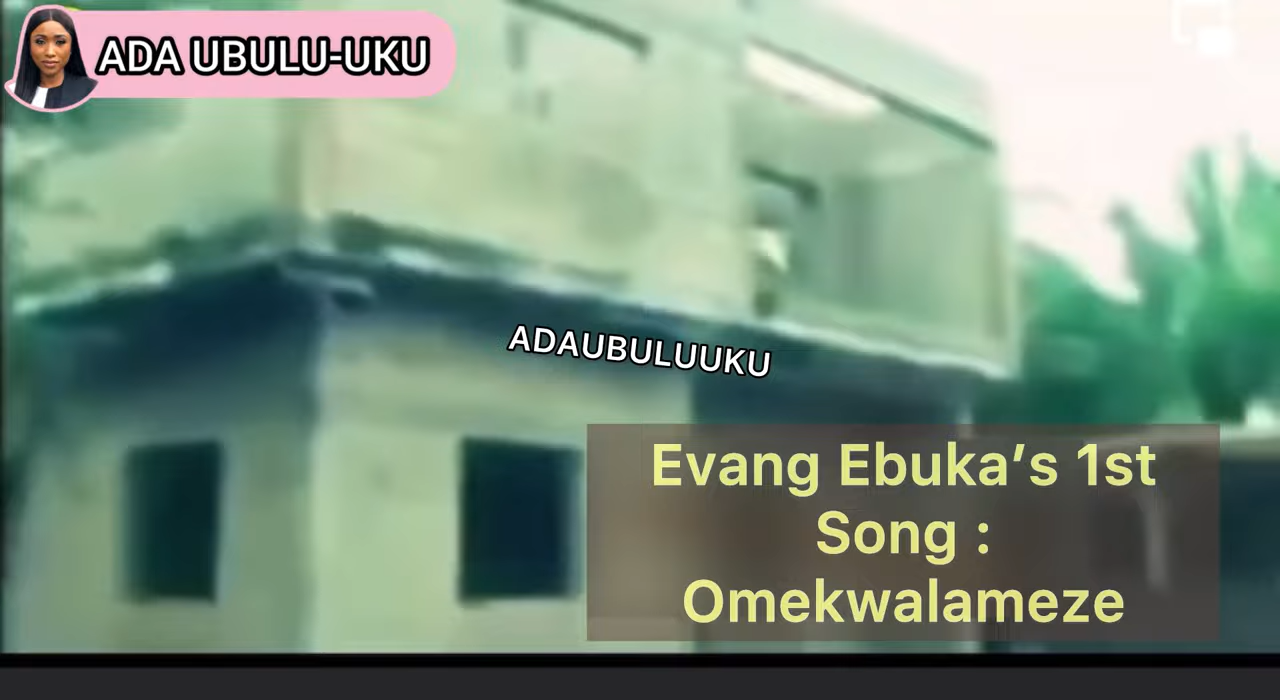 ADA UBULU-UKU
ADAUBULUUKU
Evang Ebuka’s 1st
Song :
Omekwalameze